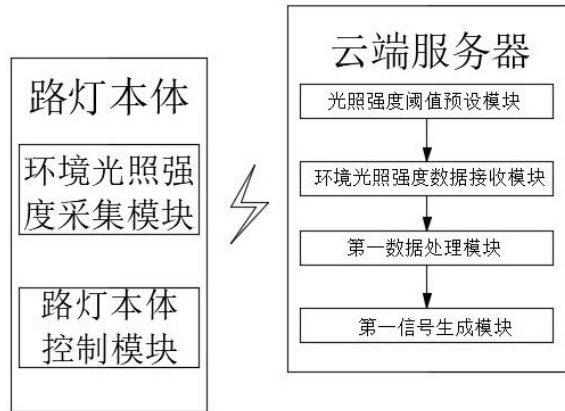 路灯本体
环境光照强
度采集模块
路灯本体
控制模块
云端服务器
光照强度阈值预设模块
环境光照强度数据接收模块
第一数据处理模块
第一信号生成模块